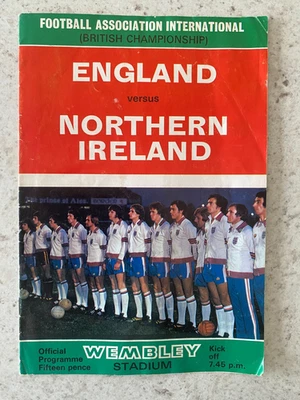 FOOTBALL ASSOCIATION INTERNATIONAL
(BRITISH CHAMPIONSHIP)
ENGLAND
versus
NORTHERN
IRELAND
Official
Programme
Fifteen pence
WEMBLEY
STADIUM
Kick
off
7.45 p.m.